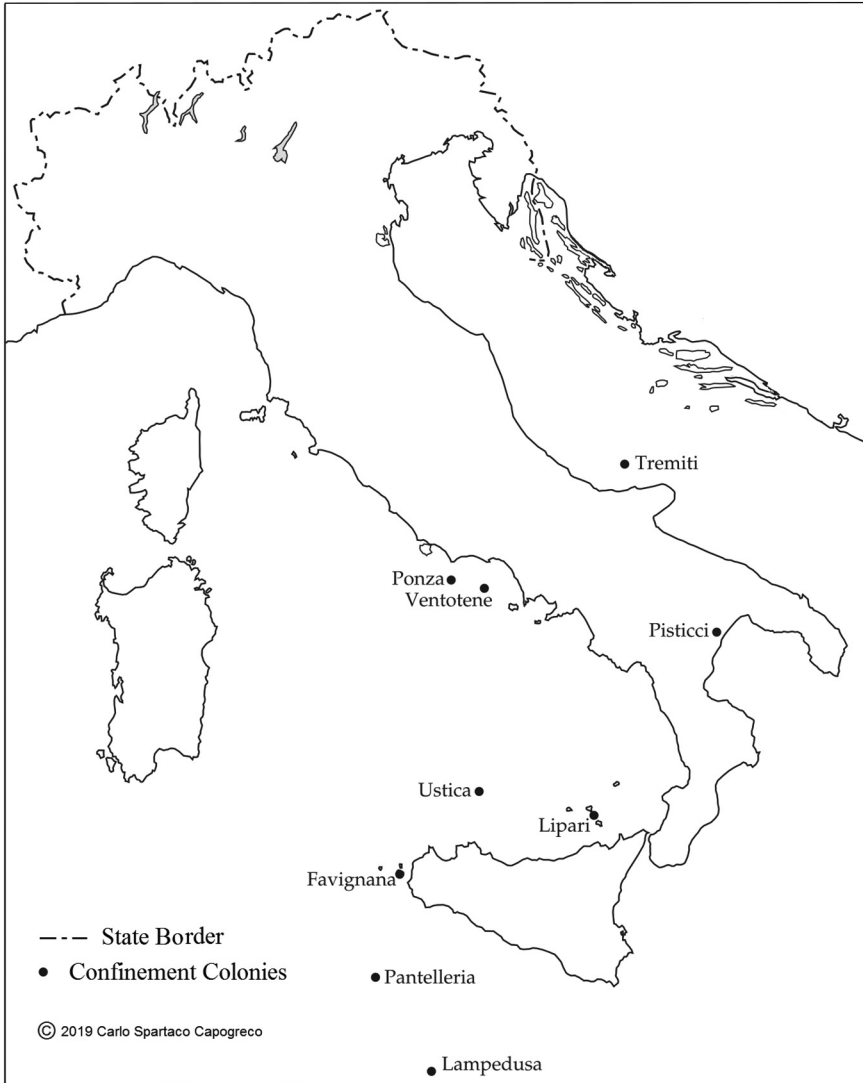 Tremiti
Ponza
Ventotene
Pisticci
Ustica
Lipari
Favignana
State Border
Confinement Colonies
Pantelleria
© 2019 Carlo Spartaco Capogreco
Lampedusa